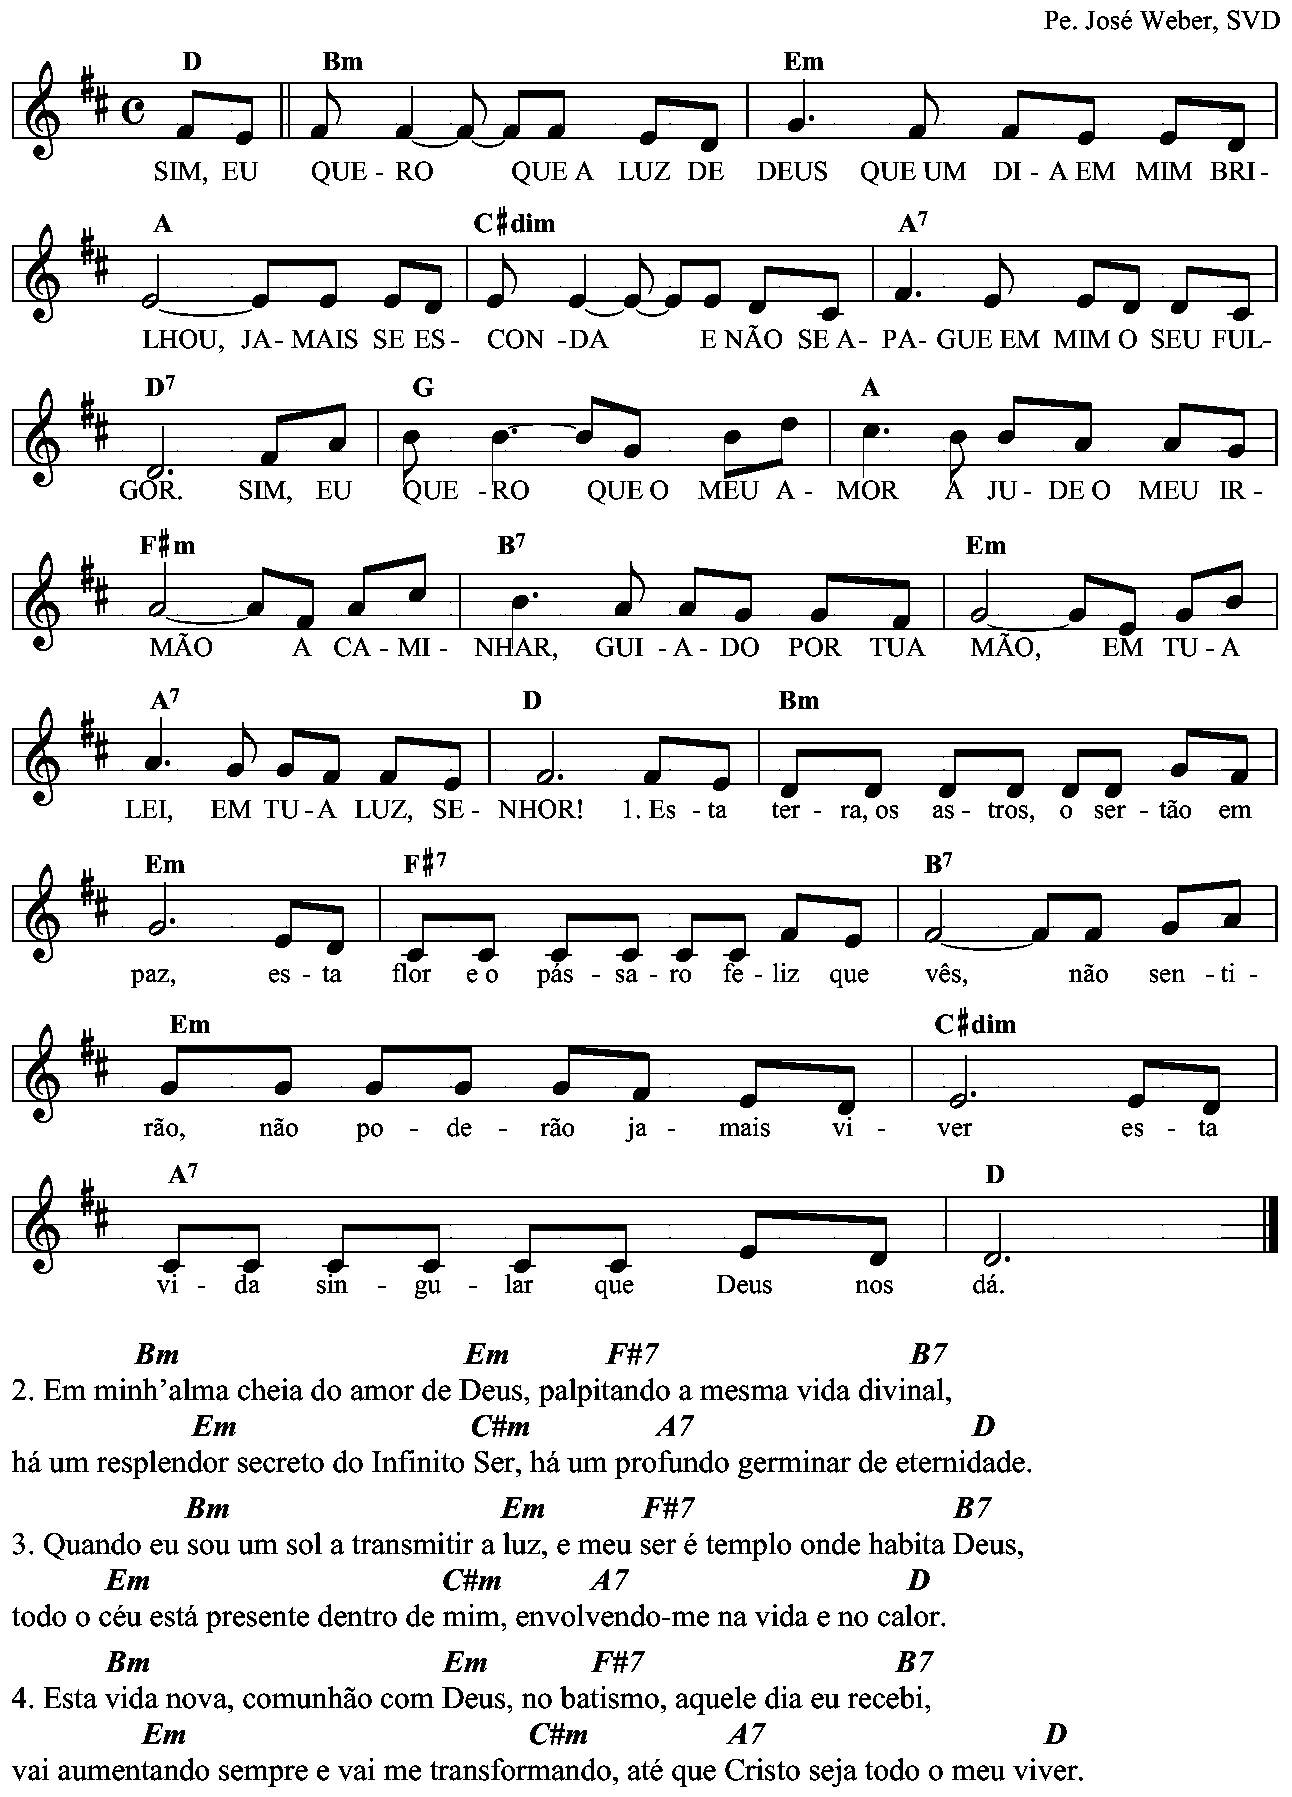 Pe. José Weber, SVD
D Bm Em
SIM, EU QUE - RO QUE A LUZ DE DEUS QUE UM DI - A EM MIM BRI -
A C#dim A7
LHOU, JA- MAIS SE ES - CON - DA E NÃO SE A- PA- GUE EM MIM O SEU FUL-
D7 G A
GOR. SIM, EU QUE -RO QUE O MEU A - MOR A JU - DE O MEU IR -
F#m B7 Em
MÃO A CA - MI - NHAR, GUI - A - DO POR TUA MÃO, EM TU - A
A7 D Bm
LEI, EM TU - A LUZ, SE - NHOR! 1. Es - ta ter - ra, os as - tros, o ser - tão em
Em F#7 B7
paz, es - ta flor e o pás - sa - ro fe - liz que vês, não sen - ti -
Em C#dim
rão, não po - de - rão ja - mais vi - ver es - ta
A7 D
vi - da sin - gu - lar que Deus nos dá.
Bm Em F#7 B7
2. Em minh’alma cheia do amor de Deus, palpitando a mesma vida divinal,
Em C#m A7 D
há um resplendor secreto do Infinito Ser, há um profundo germinar de eternidade.
Bm Em F#7 B7
3. Quando eu sou um sol a transmitir a luz, e meu ser é templo onde habita Deus,
Em C#m A7 D
todo o céu está presente dentro de mim, envolvendo-me na vida e no calor.
Bm Em F#7 B7
4. Esta vida nova, comunhão com Deus, no batismo, aquele dia eu recebi,
Em C#m A7 D
vai aumentando sempre e vai me transformando, até que Cristo seja todo o meu viver.